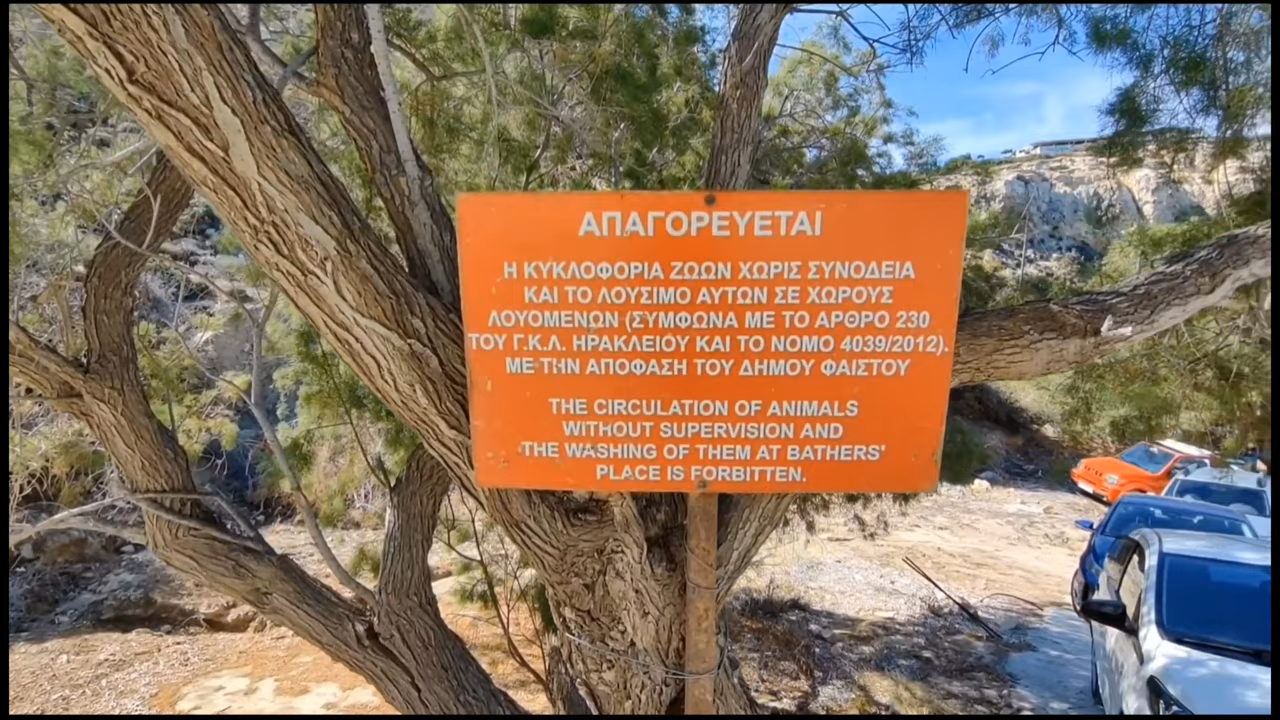 ΑΠΑΓΟΡΕΥΕΤΑΙ
Η ΚΥΚΛΟΦΟΡΙΑ ΖΩΩΝ ΧΩΡΙΣ ΣΥΝΟΔΕΙΑ
ΚΑΙ ΤΟ ΛΟΥΣΙΜΟ ΑΥΤΩΝ ΣΕ ΧΩΡΟΥΣ
ΛΟΥΟΜΕΝΩΝ (ΣΥΜΦΩΝΑ ΜΕ ΤΟ ΑΡΘΡΟ 230
ΤΟΥ Γ.Κ.Λ. ΗΡΑΚΛΕΙΟΥ ΚΑΙ ΤΟ ΝΟΜΟ 4039/2012).
ΜΕ ΤΗΝ ΑΠΟΦΑΣΗ ΤΟΥ ΔΗΜΟΥ ΦΑΙΣΤΟΥ
THE CIRCULATION OF ANIMALS
WITHOUT SUPERVISION AND
THE WASHING OF THEM AT BATHERS'
PLACE IS FORBITTEN.